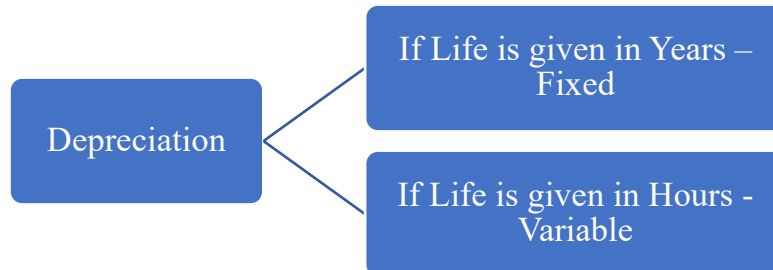 Depreciation
If Life is given in Years –
Fixed
If Life is given in Hours -
Variable